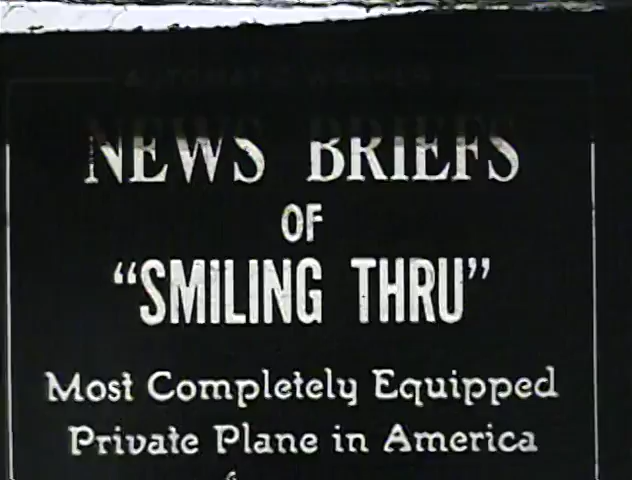 NEWS BRIEFS
OF
“SMILING THRU”
Most Completely Equipped
Private Plane in America